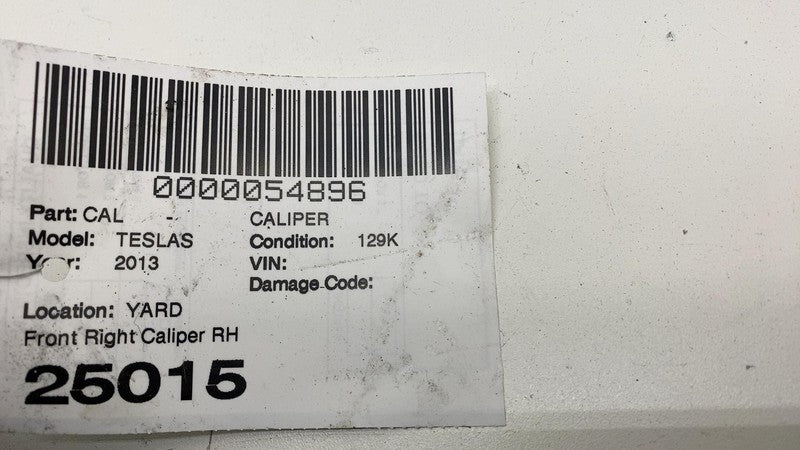 0000054896
Part: CAL - CALIPER
Model: TESLAS Condition: 129K
Year: 2013 VIN:
Damage Code:
Location: YARD
Front Right Caliper RH
25015